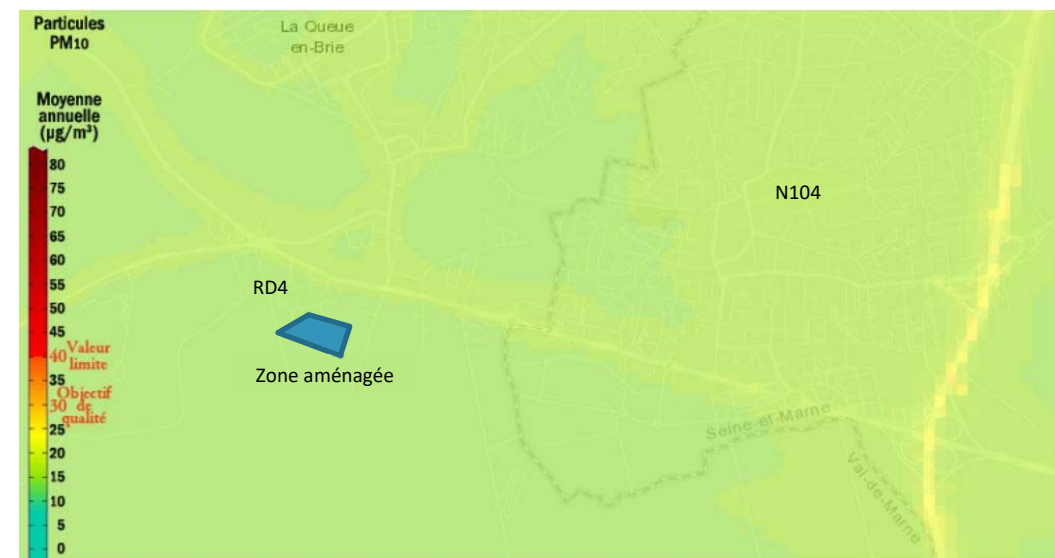 Particules
PM10
Moyenne
annuelle
(µg/m³)
80
75
70
65
60
55
50
45
40 Valeur
limite
35
Objectif
30 de
qualité
25
20
15
10
5
0
La Queue
en-Brie
N104
RD4
Zone aménagée
Seine-et-Marne
Val-de-Marne